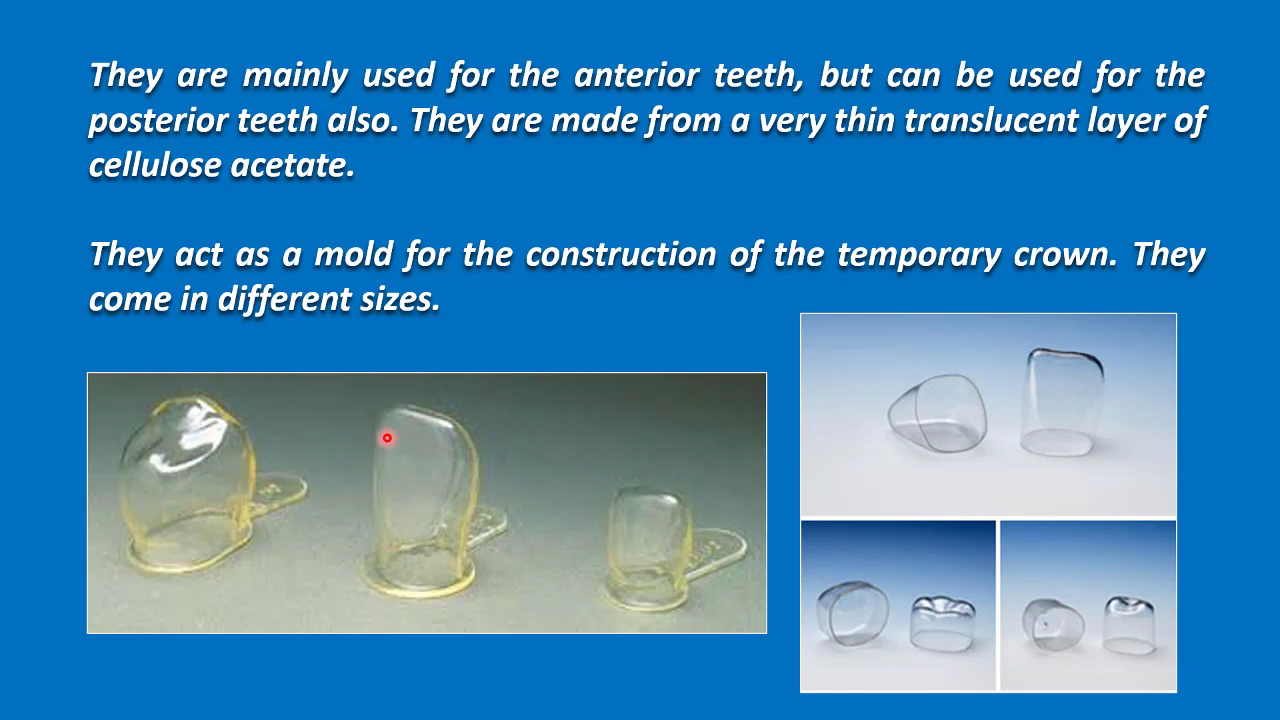 They are mainly used for the anterior teeth, but can be used for the
posterior teeth also. They are made from a very thin translucent layer of
cellulose acetate.
They act as a mold for the construction of the temporary crown. They
come in different sizes.